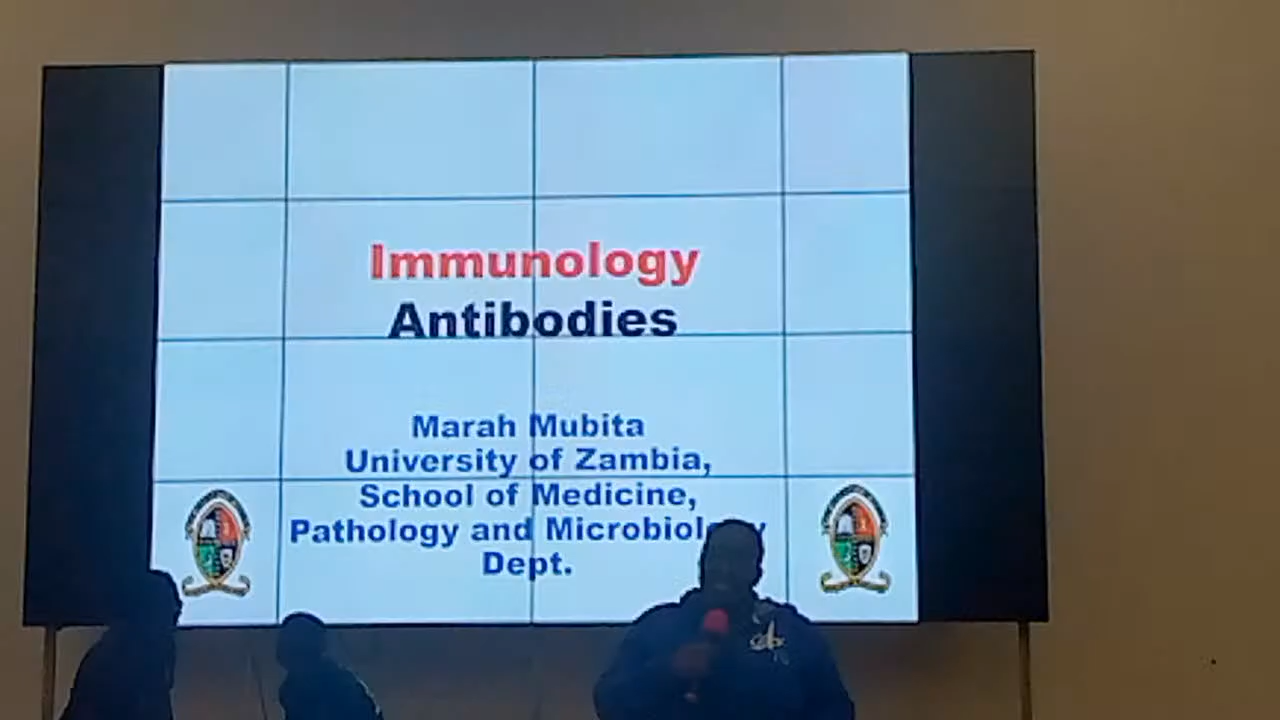 Immunology
Antibodies
Marah Mubita
University of Zambia,
School of Medicine,
Pathology and
Dept.